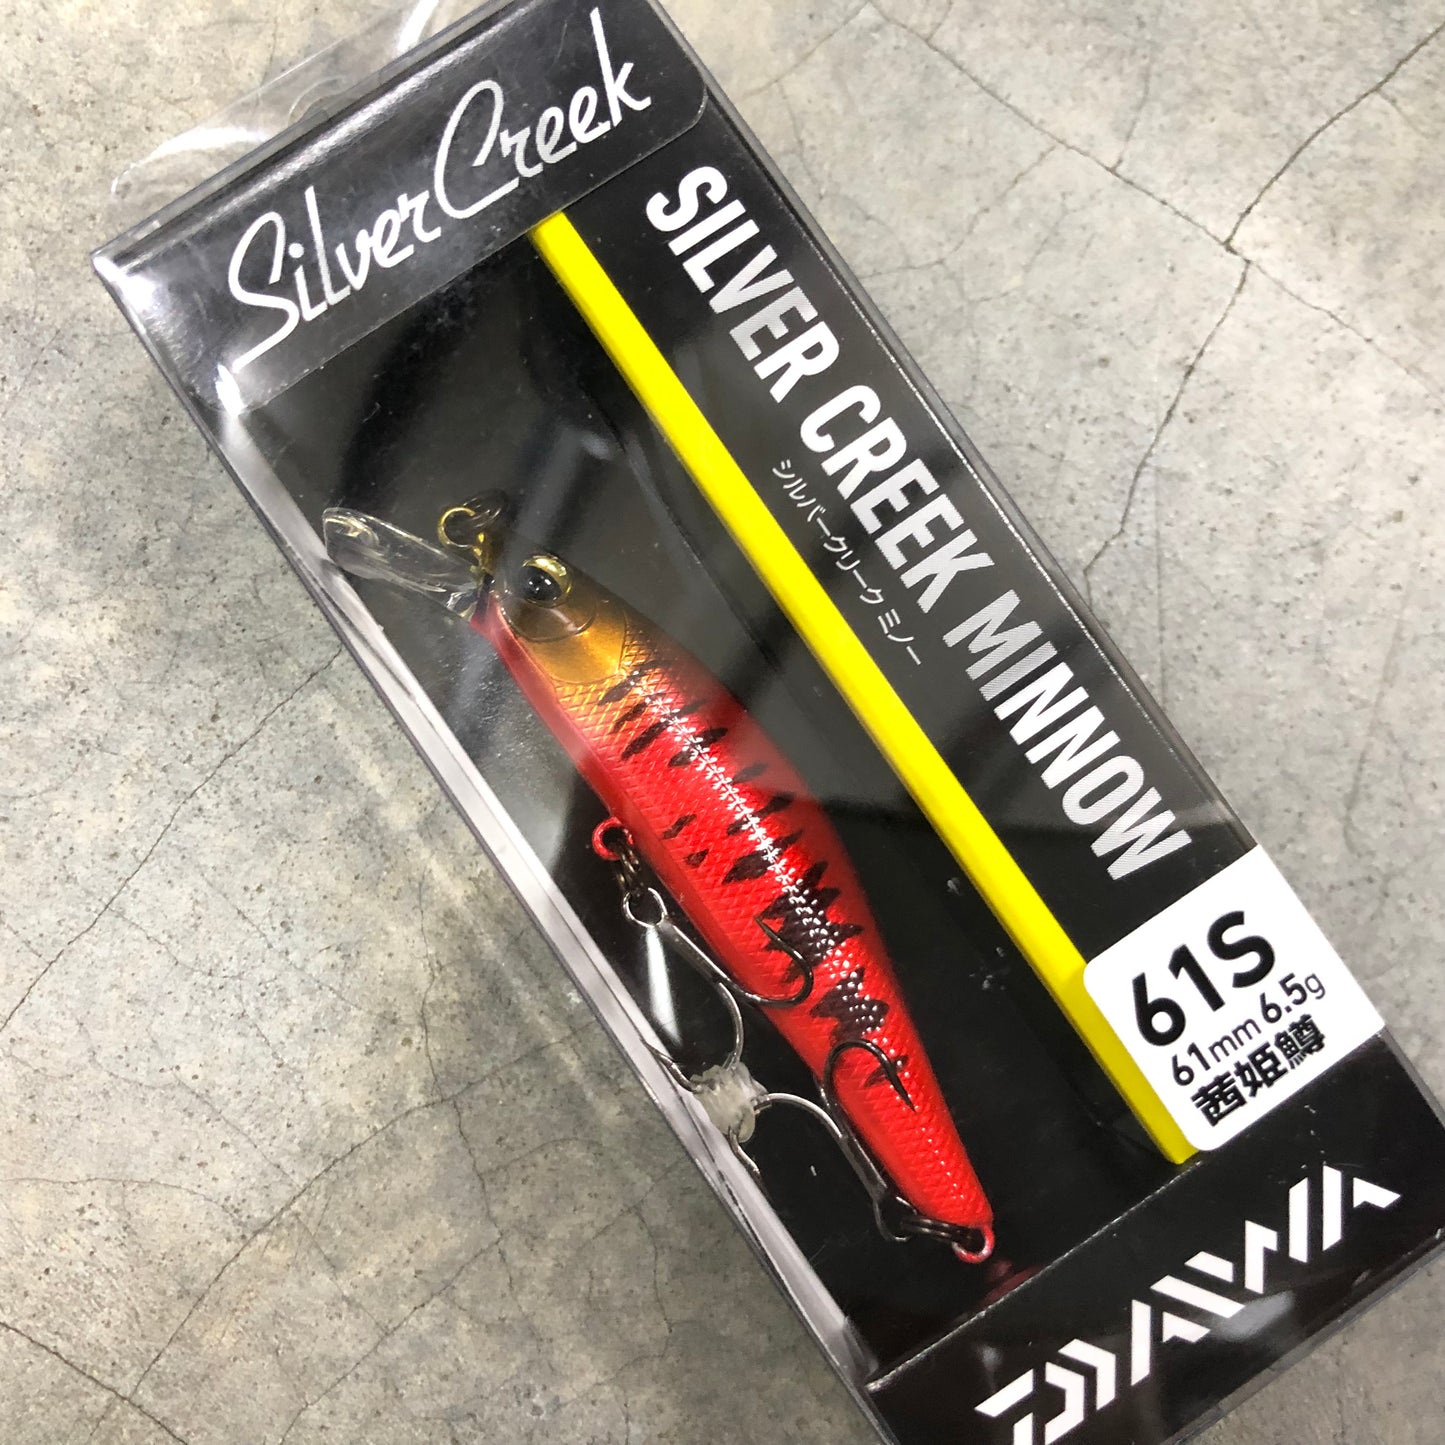 Silver Creek
SILVER CREEK MINNOW
シルバークリーク ミノー
61S
61mm 6.5g
茜姫鱒
DAIWA